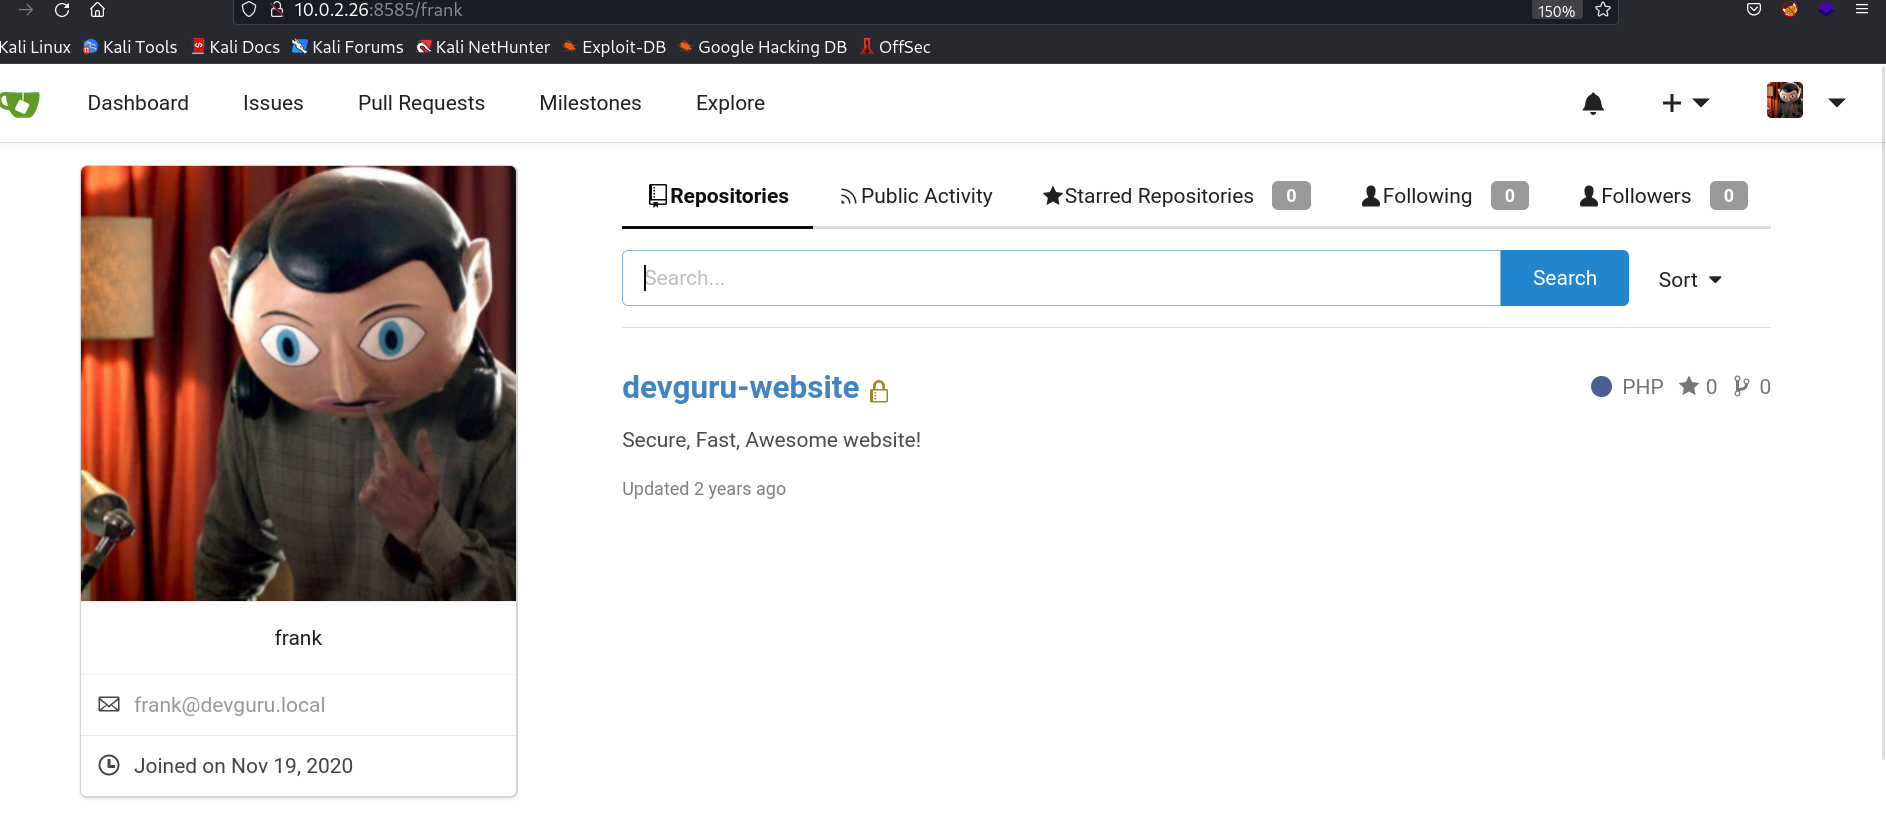 10.0.2.26:8585/frank 150%
Kali Linux Kali Tools Kali Docs Kali Forums Kali NetHunter Exploit-DB Google Hacking DB OffSec
Dashboard Issues Pull Requests Milestones Explore
Repositories Public Activity Starred Repositories 0 Following 0 Followers 0
Search... Search Sort
devguru-website PHP 0 0
Secure, Fast, Awesome website!
Updated 2 years ago
frank
frank@devguru.local
Joined on Nov 19, 2020